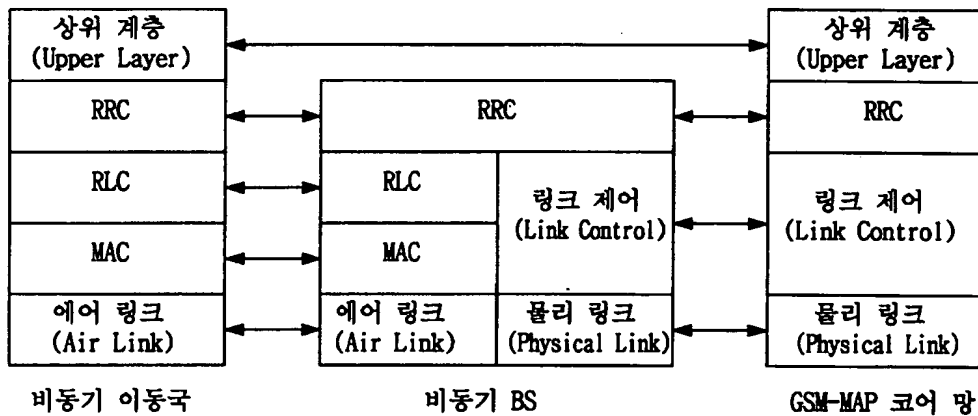 상위 계층
(Upper Layer)
상위 계층
(Upper Layer)
RRC
RRC
RRC
RLC
RLC
링크 제어
(Link Control)
링크 제어
(Link Control)
MAC
MAC
에어 링크
(Air Link)
에어 링크
(Air Link)
물리 링크
(Physical Link)
물리 링크
(Physical Link)
비동기 이동국
비동기 BS
GSM-MAP 코어 망